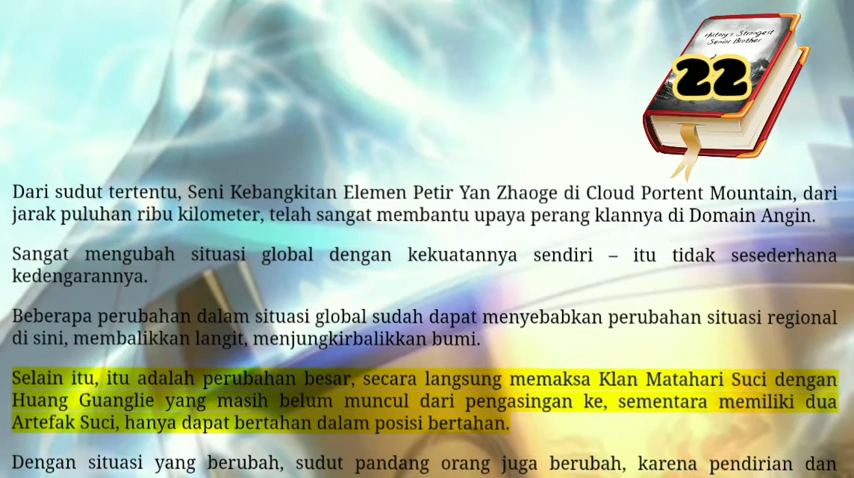 History's Strongest
Senior Brother
22
Dari sudut tertentu, Seni Kebangkitan Elemen Petir Yan Zhaoge di Cloud Portent Mountain, dari
jarak puluhan ribu kilometer, telah sangat membantu upaya perang klannya di Domain Angin.
Sangat mengubah situasi global dengan kekuatannya sendiri – itu tidak sesederhana
kedengarannya.
Beberapa perubahan dalam situasi global sudah dapat menyebabkan perubahan situasi regional
di sini, membalikkan langit, menjungkirbalikkan bumi.
Selain itu, itu adalah perubahan besar, secara langsung memaksa Klan Matahari Suci dengan
Huang Guanglie yang masih belum muncul dari pengasingan ke, sementara memiliki dua
Artefak Suci, hanya dapat bertahan dalam posisi bertahan.
Dengan situasi yang berubah, sudut pandang orang juga berubah, karena pendirian dan